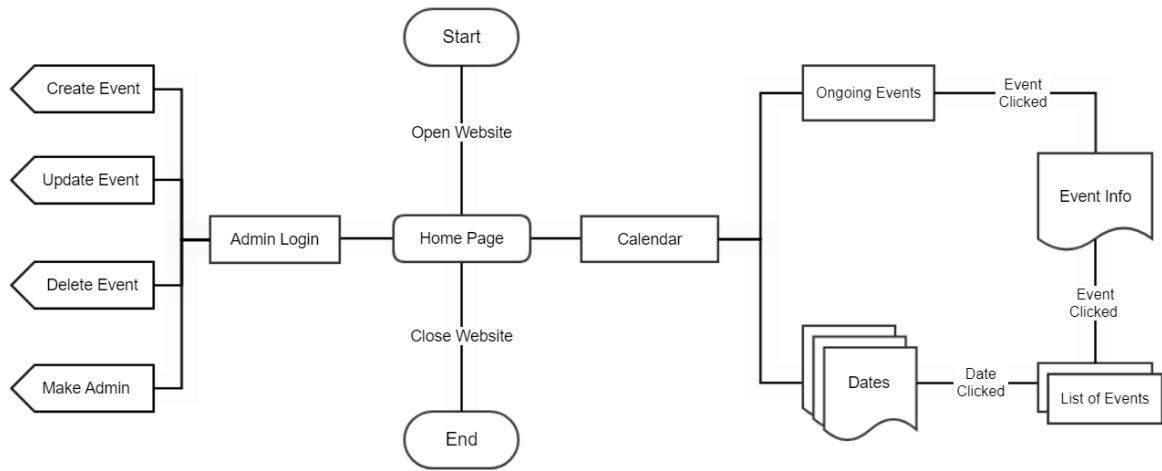 Start
Create Event
Ongoing Events
Event
Clicked
Open Website
Update Event
Event Info
Admin Login
Home Page
Calendar
Delete Event
Event
Clicked
Close Website
Make Admin
Dates
Date
Clicked
List of Events
End